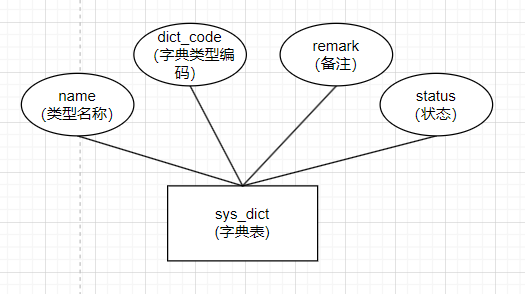 name
(类型名称)
dict_code
(字典类型编
码)
remark
(备注)
status
(状态)
sys_dict
(字典表)